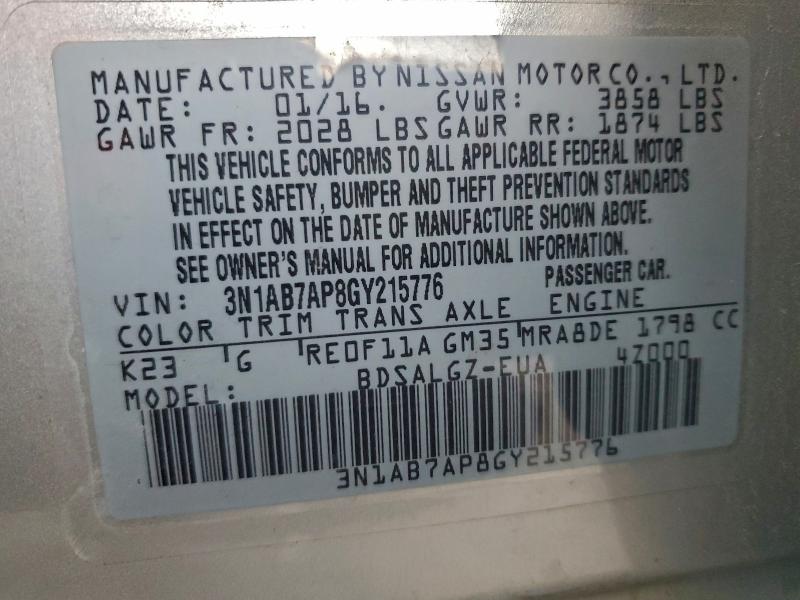 MANUFACTURED BY NISSAN MOTOR CO., LTD.
DATE: 01/16. GVWR: 3858 LBS
GAWR FR: 2028 LBS GAWR RR: 1874 LBS
THIS VEHICLE CONFORMS TO ALL APPLICABLE FEDERAL MOTOR
VEHICLE SAFETY, BUMPER AND THEFT PREVENTION STANDARDS
IN EFFECT ON THE DATE OF MANUFACTURE SHOWN ABOVE.
SEE OWNER'S MANUAL FOR ADDITIONAL INFORMATION.
VIN: 3N1AB7AP8GY215776 PASSENGER CAR.
COLOR TRIM TRANS AXLE ENGINE
K23 G RE0F11A GM35 MRA8DE 1798 CC
MODEL: BDSALGZ-EUA 4Z000
3N1AB7AP8GY215776